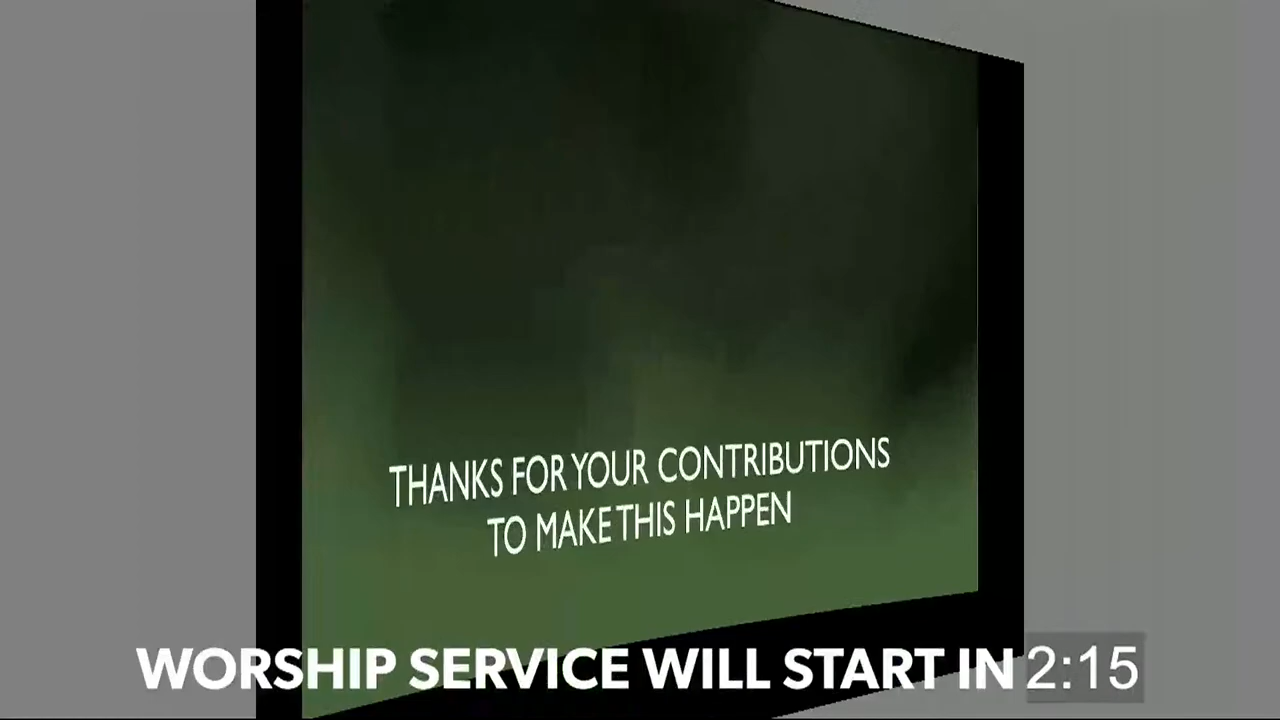 THANKS FOR YOUR CONTRIBUTIONS
TO MAKE THIS HAPPEN
WORSHIP SERVICE WILL START IN 2:15